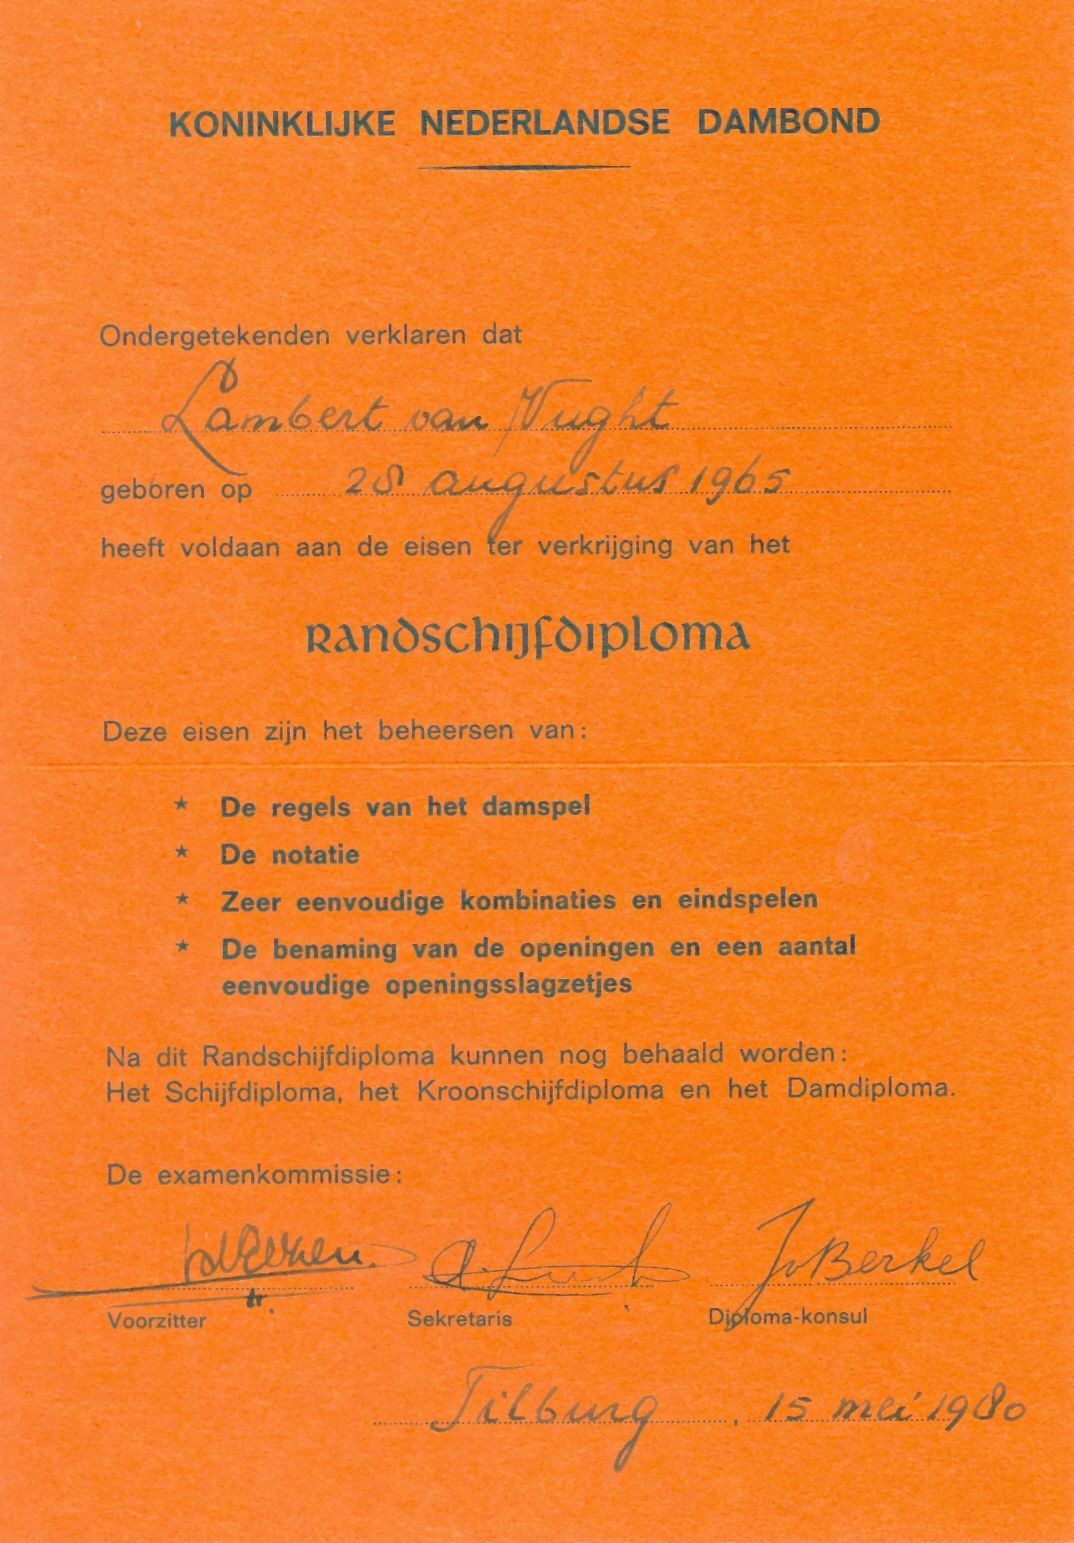 KONINKLIJKE NEDERLANDSE DAMBOND
Ondergetekenden verklaren dat
Lambert van Vught
geboren op 28 augustus 1965
heeft voldaan aan de eisen ter verkrijging van het
Randschijfdiploma
Deze eisen zijn het beheersen van:
* De regels van het damspel
* De notatie
* Zeer eenvoudige kombinaties en eindspelen
* De benaming van de openingen en een aantal
eenvoudige openingsslagzetjes
Na dit Randschijfdiploma kunnen nog behaald worden:
Het Schijfdiploma, het Kroonschijfdiploma en het Damdiploma.
De examenkommissie:
JvBerkel
Voorzitter Sekretaris Diploma-konsul
Tilburg, 15 mei 1980